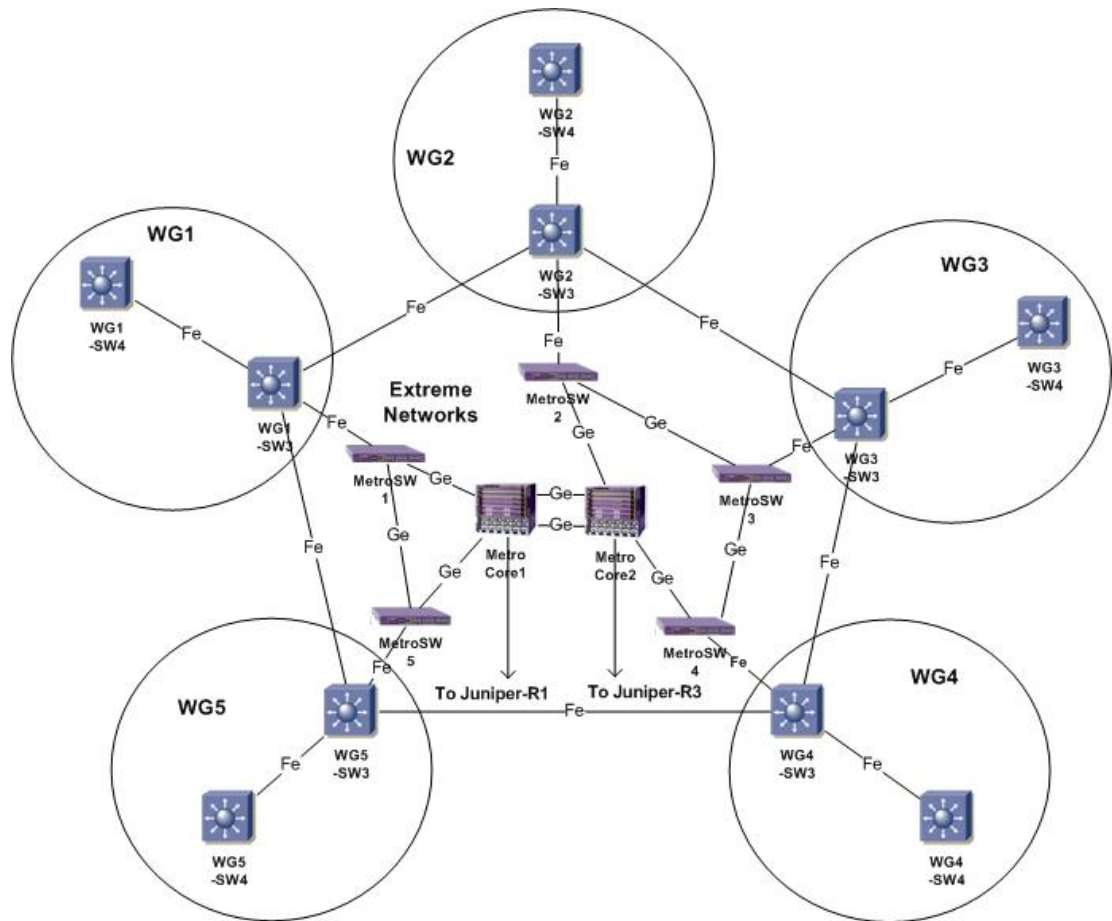 WG2
-SW4
WG2
Fe
WG1
WG2
-SW3
WG3
WG1
-SW4
Fe
Fe
Fe
Fe
WG3
-SW4
Fe
WG1
-SW3
Extreme
Networks
MetroSW
2
Fe
Ge
Ge
Fe
WG3
-SW3
MetroSW
1
Ge
Ge
Ge
MetroSW
3
Fe
Ge
Metro
Core1
Metro
Core2
Ge
Ge
Ge
Fe
MetroSW
5
MetroSW
4
Fe
Fe
To Juniper-R1
To Juniper-R3
WG5
WG4
Fe
WG5
-SW3
WG4
-SW3
Fe
Fe
WG5
-SW4
WG4
-SW4